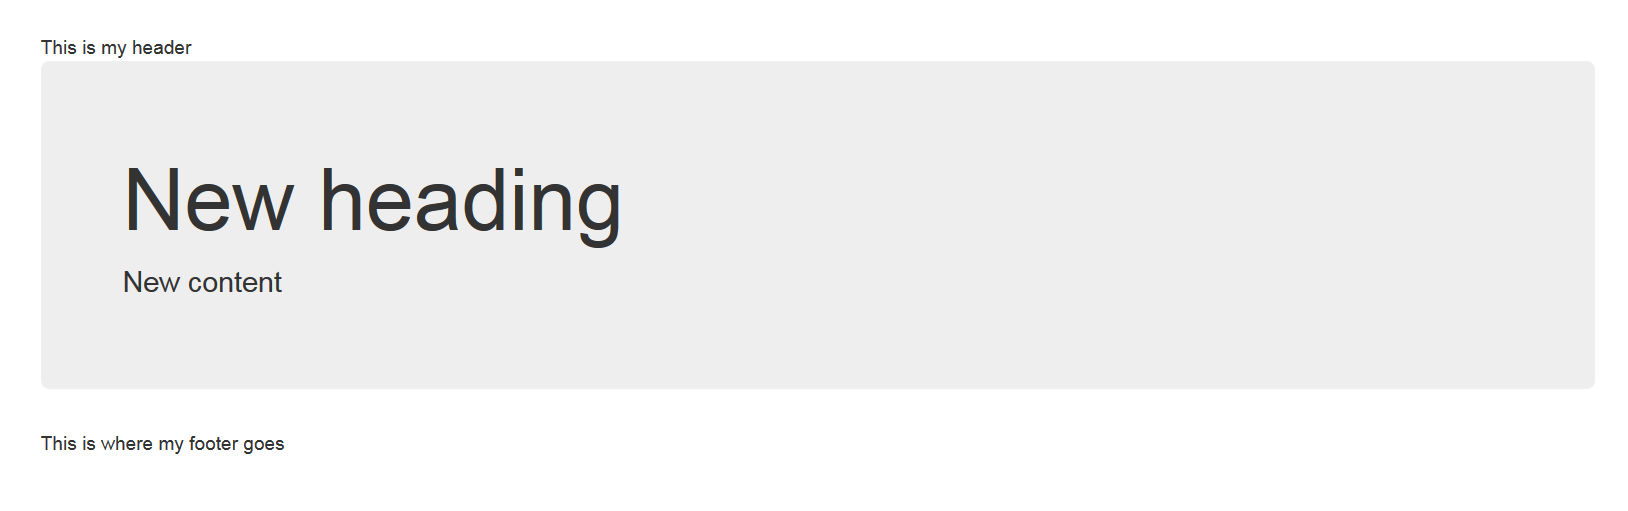 This is my header
New heading
New content
This is where my footer goes